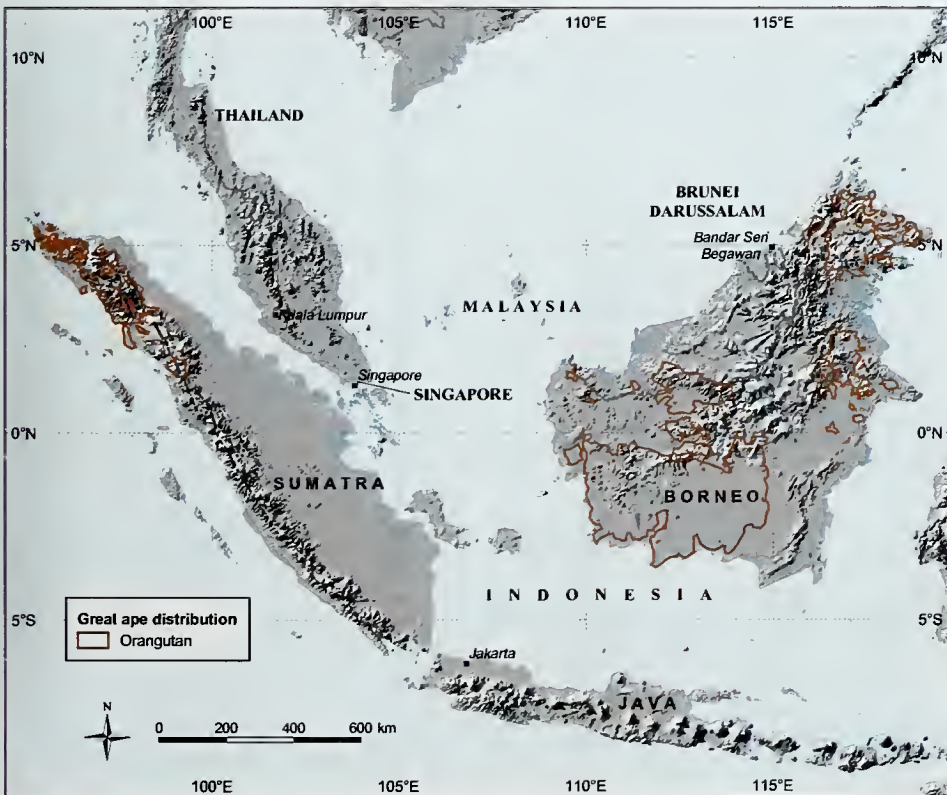 100°E 105°E 110°E 115°E
10°N 10°N
THAILAND
BRUNEI
DARUSSALAM
Bandar Seri
Begawan
5°N 5°N
MALAYSIA
Kuala Lumpur
Singapore
SINGAPORE
0°N 0°N
SUMATRA
BORNEO
INDONESIA
Greal ape distribution
Orangutan
5°S 5°S
Jakarta
JAVA
N
0 200 400 600 km
100°E 105°E 110°E 115°E